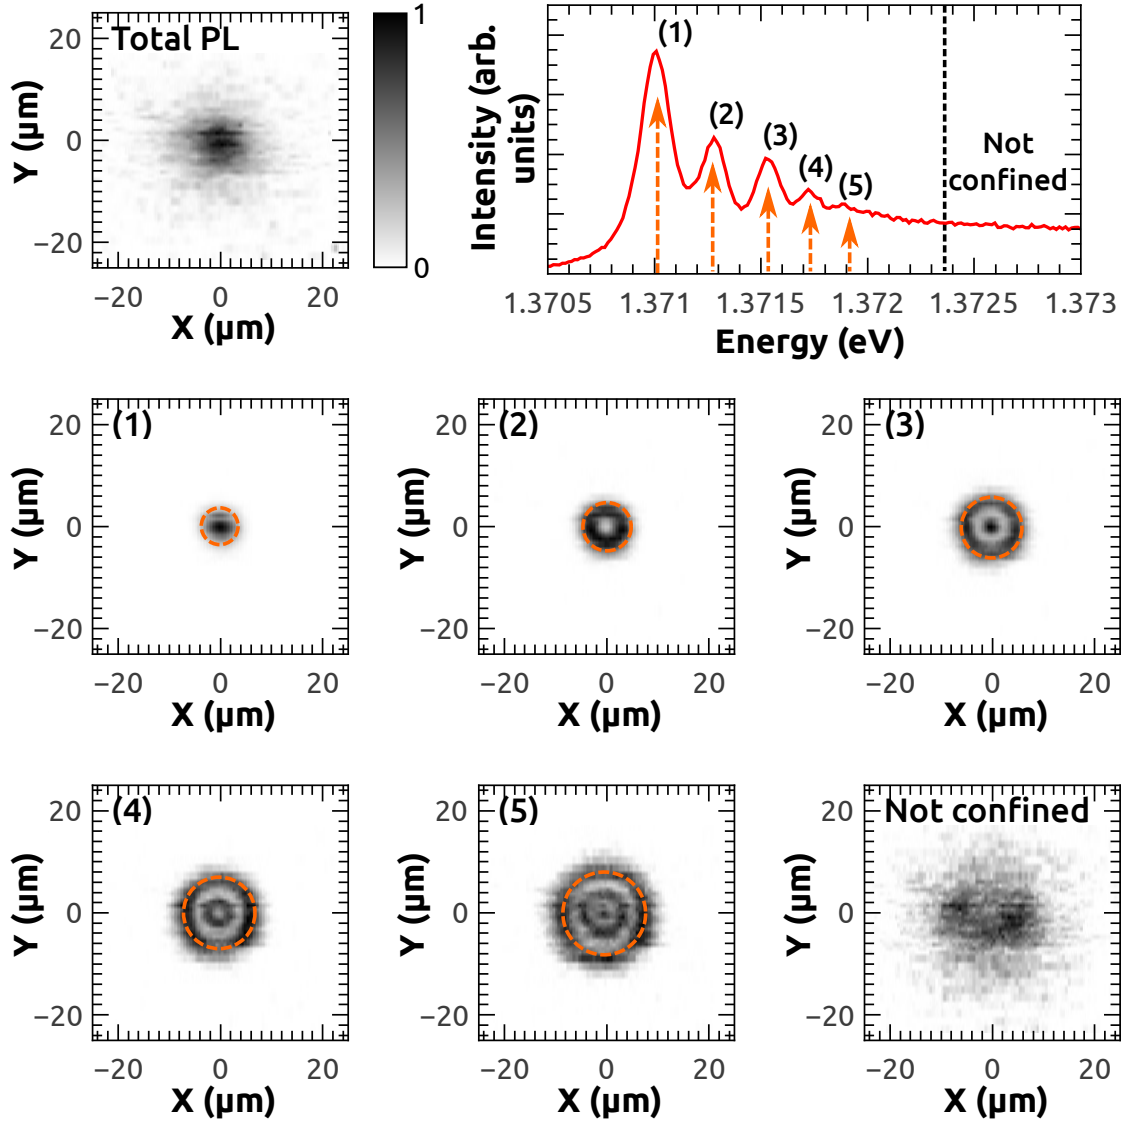 Total PL
20
0
−20
Y (µm)
−20 0 20
X (µm)
1
0
Intensity (arb.
units)
(1)
(2)
(3)
(4)
(5)
Not
confined
1.3705 1.371 1.37115 1.372 1.37225 1.373
Energy (eV)
(1)
20
0
−20
Y (µm)
−20 0 20
X (µm)
(2)
20
0
−20
Y (µm)
−20 0 20
X (µm)
(3)
20
0
−20
Y (µm)
−20 0 20
X (µm)
(4)
20
0
−20
Y (µm)
−20 0 20
X (µm)
(5)
20
0
−20
Y (µm)
−20 0 20
X (µm)
Not confined
20
0
−20
Y (µm)
−20 0 20
X (µm)